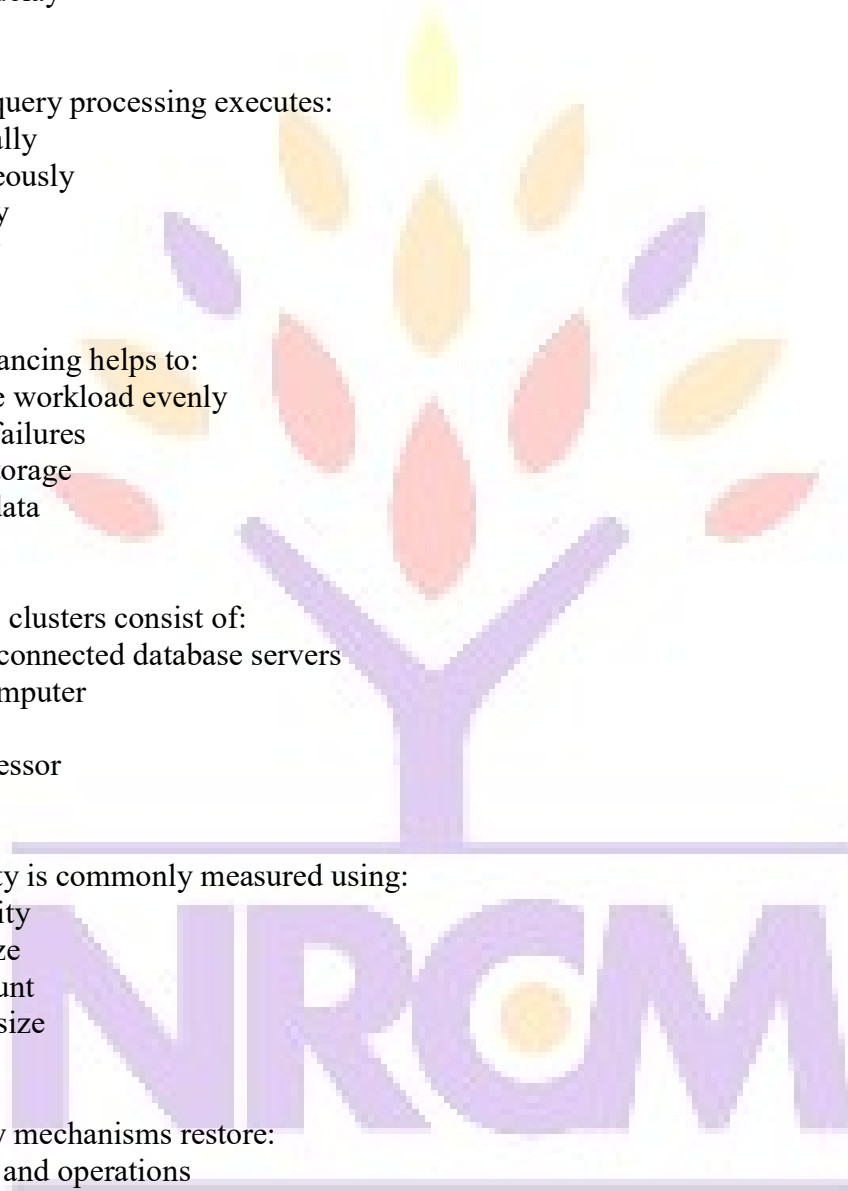 query processing executes:
ally
eously
y
ancing helps to:
e workload evenly
failures
torage
data
clusters consist of:
connected database servers
mputer
essor
ty is commonly measured using:
ity
ze
unt
size
NRCM
y mechanisms restore:
and operations